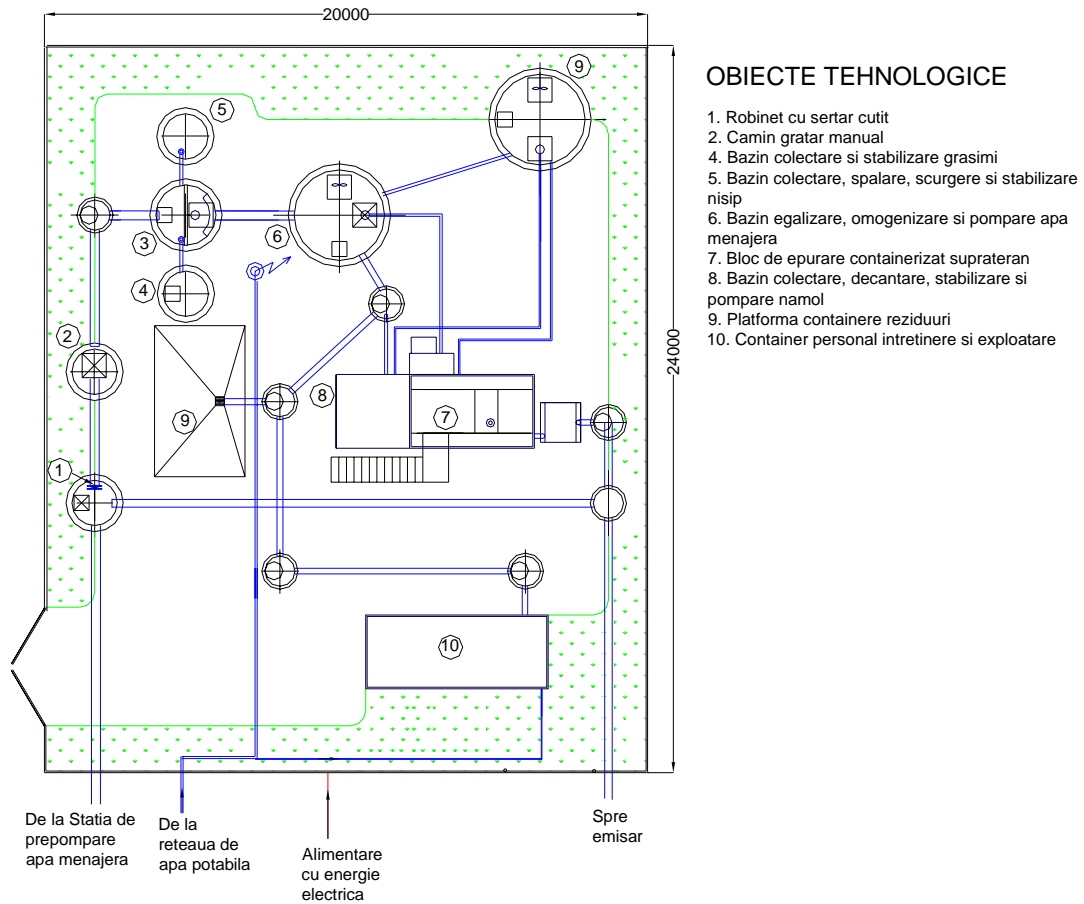 20000
OBIECTE TEHNOLOGICE
1. Robinet cu sertar cutit
2. Camin gratar manual
4. Bazin colectare si stabilizare grasimi
5. Bazin colectare, spalare, scurgere si stabilizare
nisip
6. Bazin egalizare, omogenizare si pompare apa
menajera
7. Bloc de epurare containerizat suprateran
8. Bazin colectare, decantare, stabilizare si
pompare namol
9. Platforma containere reziduuri
10. Container personal intretinere si exploatare
9
5
6
3
4
2
24000
8
7
9
1
10
De la Statia de
prepompare
apa menajera
De la
reteaua de
apa potabila
Alimentare
cu energie
electrica
Spre
emisar